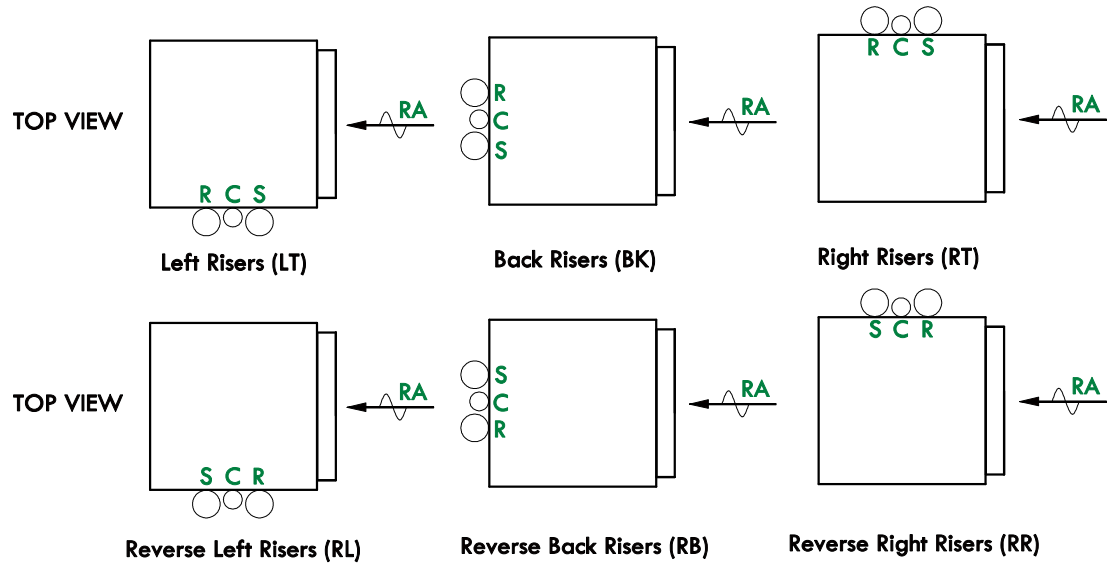 R C S
TOP VIEW
RA
R C S
Left Risers (LT)
R
C
S
RA
Back Risers (BK)
RA
Right Risers (RT)
TOP VIEW
RA
S C R
Reverse Left Risers (RL)
S
C
R
RA
Reverse Back Risers (RB)
S C R
RA
Reverse Right Risers (RR)